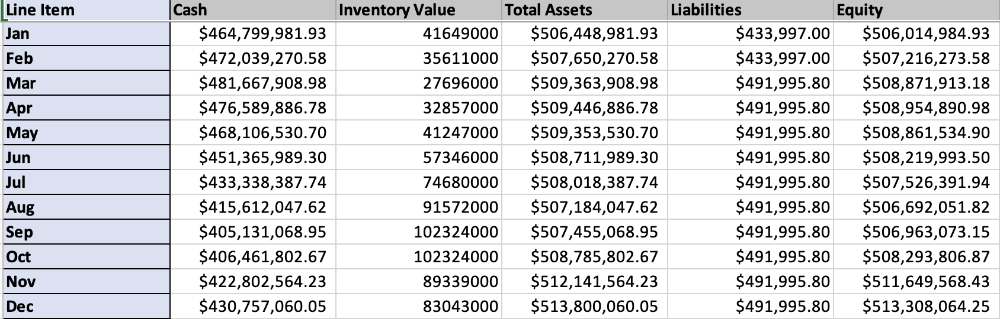 Line Item Cash Inventory Value Total Assets Liabilities Equity
Jan $464,799,981.93 41649000 $506,448,981.93 $433,997.00 $506,014,984.93
Feb $472,039,270.58 35611000 $507,650,270.58 $433,997.00 $507,216,273.58
Mar $481,667,908.98 27696000 $509,363,908.98 $491,995.80 $508,871,913.18
Apr $476,589,886.78 32857000 $509,446,886.78 $491,995.80 $508,954,890.98
May $468,106,530.70 41247000 $509,353,530.70 $491,995.80 $508,861,534.90
Jun $451,365,989.30 57346000 $508,711,989.30 $491,995.80 $508,219,993.50
Jul $433,338,387.74 74680000 $508,018,387.74 $491,995.80 $507,526,391.94
Aug $415,612,047.62 91572000 $507,184,047.62 $491,995.80 $506,692,051.82
Sep $405,131,068.95 102324000 $507,455,068.95 $491,995.80 $506,963,073.15
Oct $406,461,802.67 102324000 $508,785,802.67 $491,995.80 $508,293,806.87
Nov $422,802,564.23 89339000 $512,141,564.23 $491,995.80 $511,649,568.43
Dec $430,757,060.05 83043000 $513,800,060.05 $491,995.80 $513,308,064.25